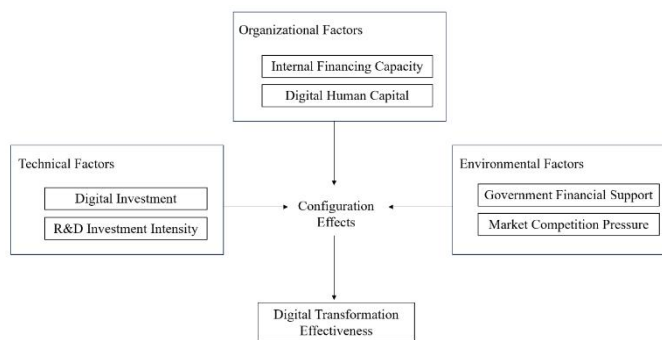 Organizational Factors
Internal Financing Capacity
Digital Human Capital
Technical Factors
Digital Investment
R&D Investment Intensity
Configuration
Effects
Environmental Factors
Government Financial Support
Market Competition Pressure
Digital Transformation
Effectiveness